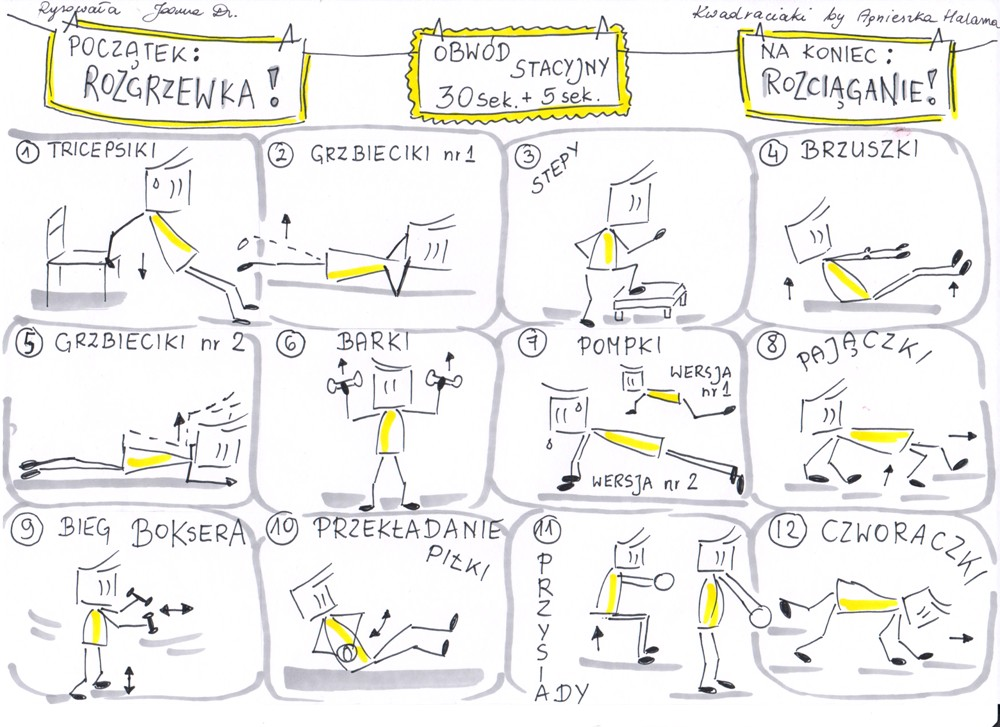 Rysowała Joanna Dr.
Kwadraciaki by Agnieszka Halama
POCZĄTEK:
ROZGRZEWKA!
OBWÓD
STACYJNY
30 sek. + 5 sek.
NA KONIEC:
ROZCIĄGANIE!
1 TRICEPSIKI
2 GRZBIECIKI nr 1
3 STEPY
4 BRZUSZKI
5 GRZBIECIKI nr 2
6 BARKI
7 POMPKI
WERSJA
nr 1
WERSJA nr 2
8 PAJĄCZKI
9 BIEG BOKSERA
10 PRZEKŁADANIE
PIŁKI
11 PRZYSIADY
12 CZWORACZKI